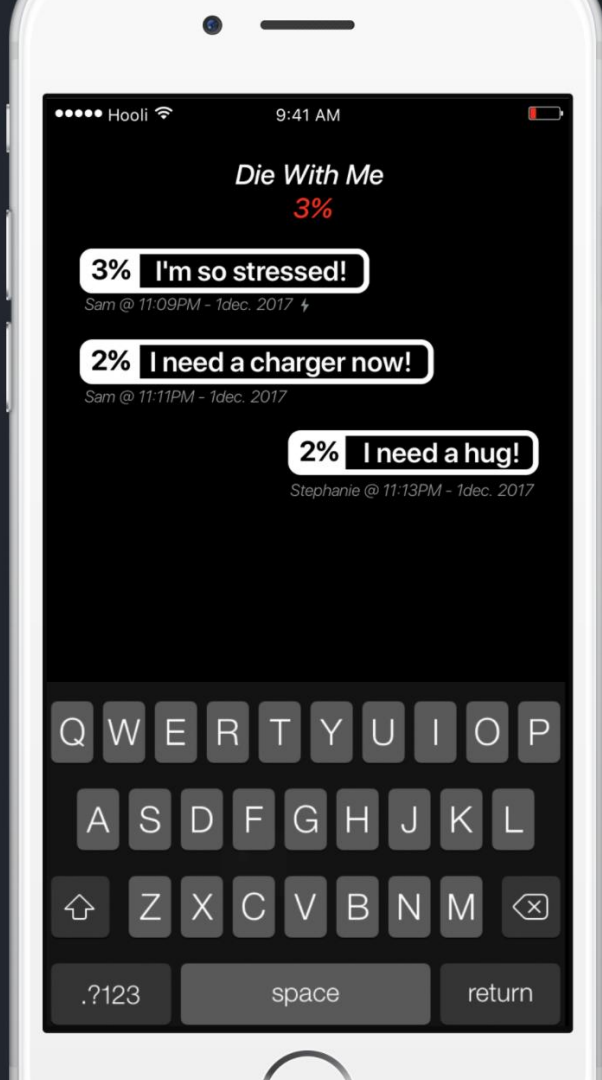 Hooli 9:41 AM
Die With Me
3%
3% I'm so stressed!
Sam @ 11:09PM - 1dec. 2017
2% I need a charger now!
Sam @ 11:11PM - 1dec. 2017
2% I need a hug!
Stephanie @ 11:13PM - 1dec. 2017
Q W E R T Y U I O P
A S D F G H J K L
Z X C V B N M
.?123 space return